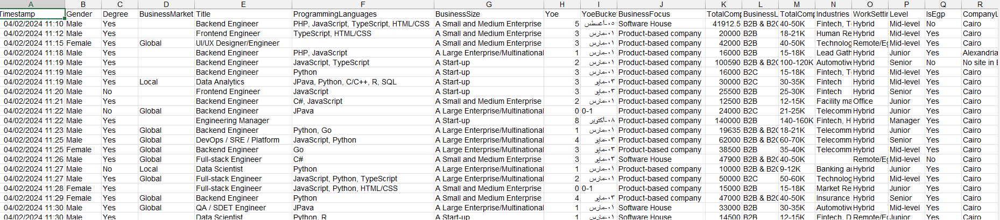 A B C D E F G H I J K L M N O P Q R
Timestamp Gender Degree BusinessMarket Title ProgrammingLanguages BusinessSize Yoe YoeBucket BusinessFocus TotalComp BusinessL TotalComp Industries WorkSettin Level IsEgp CompanyL
04/02/2024 11:10 Male Yes Backend Engineer PHP, JavaScript, TypeScript, HTML/CSS A Small and Medium Enterprise 5 ٠٥-أغسطس Software House 41912.5 B2B & B2C 40-50K Fintech, T Hybrid Mid-level No Cairo
04/02/2024 11:12 Male Yes Frontend Engineer TypeScript, HTML/CSS A Small and Medium Enterprise 3 ٠١-مارس Product-based company 20000 B2B 18-21K Human Re Hybrid Mid-level Yes Cairo
04/02/2024 11:15 Female Yes Global UI/UX Designer/Engineer A Small and Medium Enterprise 3 ٠١-مارس Product-based company 42000 B2B 40-50K Technolog Remote/Eg Mid-level Yes Cairo
04/02/2024 11:18 Male Yes Backend Engineer PHP, JavaScript A Large Enterprise/Multinational 1 ٠١-مارس Product-based company 16000 B2B 15-18K Lead Gath Hybrid Junior Yes Alexandria
04/02/2024 11:19 Male Yes Backend Engineer JavaScript, TypeScript A Start-up 2 ٠١-مارس Product-based company 100590 B2B & B2C 100-120K Automotive Hybrid Senior No No site in E
04/02/2024 11:19 Male Yes Backend Engineer Python A Start-up 3 ٠١-مارس Product-based company 16000 B2C 15-18K Fintech, T Hybrid Mid-level Yes Cairo
04/02/2024 11:19 Male Yes Local Data Analytics JPava, Python, C/C++, R, SQL A Start-up 3 ٠٣-مايو Product-based company 30000 B2C 30-35K Fintech Hybrid Mid-level Yes Cairo
04/02/2024 11:20 Male No Frontend Engineer JavaScript A Start-up 3 ٠٣-مايو Product-based company 25500 B2B 25-30K Fintech Hybrid Senior Yes Cairo
04/02/2024 11:21 Male Yes Backend Engineer C#, JavaScript A Small and Medium Enterprise 2 ٠١-مارس Product-based company 12500 B2B 12-15K Facility ma Office Junior Yes Cairo
04/02/2024 11:22 Male No Global Backend Engineer JPava A Large Enterprise/Multinational 0 0-1 Product-based company 24000 B2C 21-25K Telecomm Hybrid Junior Yes Cairo
04/02/2024 11:22 Male Yes Engineering Manager A Start-up 8 ٠٨-أكتوبر Product-based company 140000 B2B 140-160K Fintech, H Hybrid Manager Yes Cairo
04/02/2024 11:23 Male Yes Global Backend Engineer Python, Go A Large Enterprise/Multinational 1 ٠١-مارس Product-based company 19635 B2B & B2C 18-21K Telecomm Hybrid Junior Yes Cairo
04/02/2024 11:25 Male Yes Global DevOps / SRE / Platform JavaScript, Python A Large Enterprise/Multinational 4 ٠٣-مايو Product-based company 62000 B2B & B2C 60-70K Telecomm Hybrid Senior Yes Cairo
04/02/2024 11:25 Female Yes Global Backend Engineer Go A Large Enterprise/Multinational 3 ٠٣-مايو Product-based company 38500 B2B 35-40K Telecomm Hybrid Mid-level Yes Cairo
04/02/2024 11:26 Male Yes Global Full-stack Engineer C# A Small and Medium Enterprise 3 ٠٣-مايو Software House 47900 B2B & B2C 40-50K Remote/Eg Mid-level No Cairo
04/02/2024 11:27 Male No Local Data Scientist Python A Large Enterprise/Multinational 1 ٠١-مارس Product-based company 10000 B2B & B2C 9-12K Banking an Hybrid Junior Yes Cairo
04/02/2024 11:27 Male Yes Global Full-stack Engineer JavaScript, Python, TypeScript A Large Enterprise/Multinational 2 ٠١-مارس Product-based company 50000 B2C 50-60K Technolog Hybrid Mid-level Yes Cairo
04/02/2024 11:28 Female Yes Full-stack Engineer JavaScript, Python, HTML/CSS A Small and Medium Enterprise 0 0-1 Product-based company 15000 B2B 15-18K Market Re Hybrid Junior Yes Cairo
04/02/2024 11:29 Female Yes Global Backend Engineer Python A Small and Medium Enterprise 4 ٠٣-مايو Product-based company 47000 B2B & B2C 40-50K Insurance Hybrid Senior Yes Cairo
04/02/2024 11:30 Male Yes Global QA / SDET Engineer JPava A Large Enterprise/Multinational 1 ٠١-مارس Software House 33000 B2B 30-35K Automotive Hybrid Mid-level Yes Cairo
04/02/2024 11:30 Male Yes Data Scientist Python, R A Start-up 1 ٠١-مارس Software House 14500 B2B 12-15K Fintech, D Remote/Eg Junior Yes Cairo